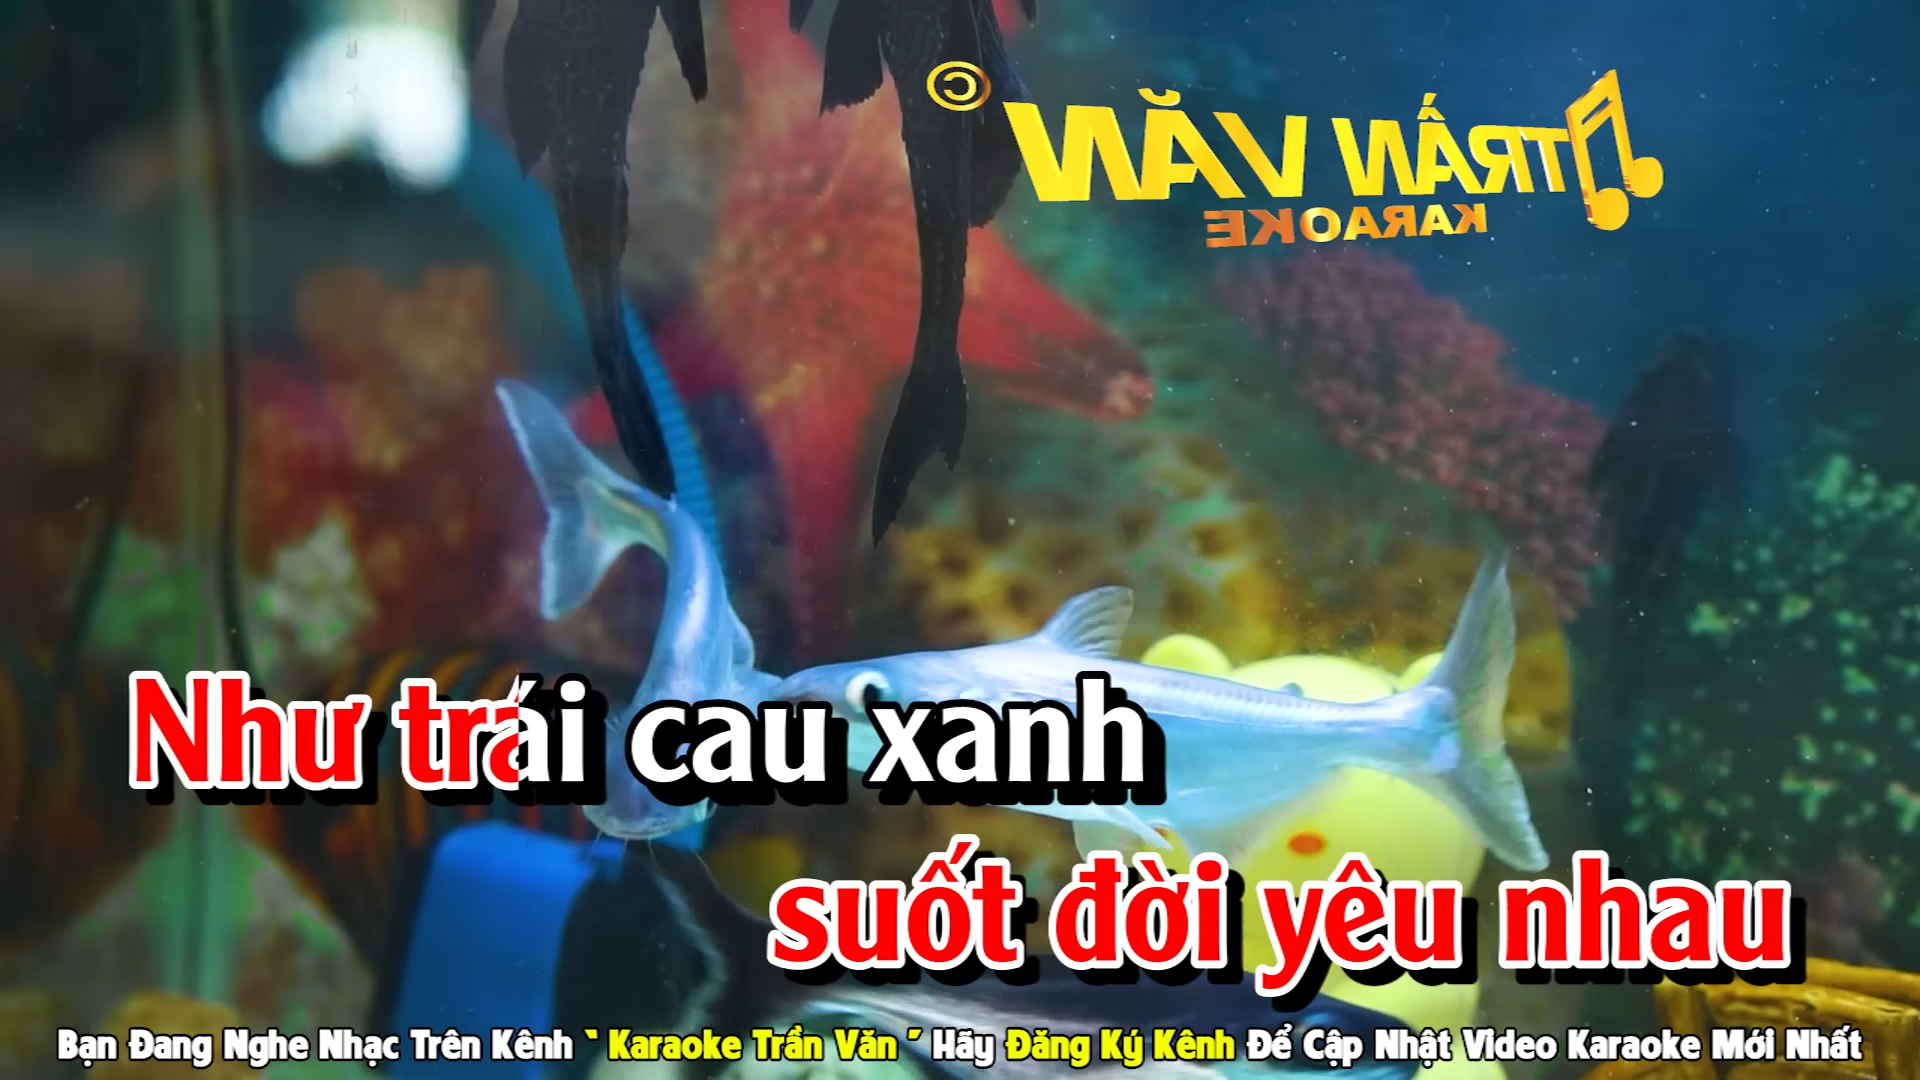 TRẤN VĂN ©
KARAOKE
Như trái cau xanh
suốt đời yêu nhau
Bạn Đang Nghe Nhạc Trên Kênh ` Karaoke Trần Văn ´ Hãy Đăng Ký Kênh Để Cập Nhật Video Karaoke Mới Nhất